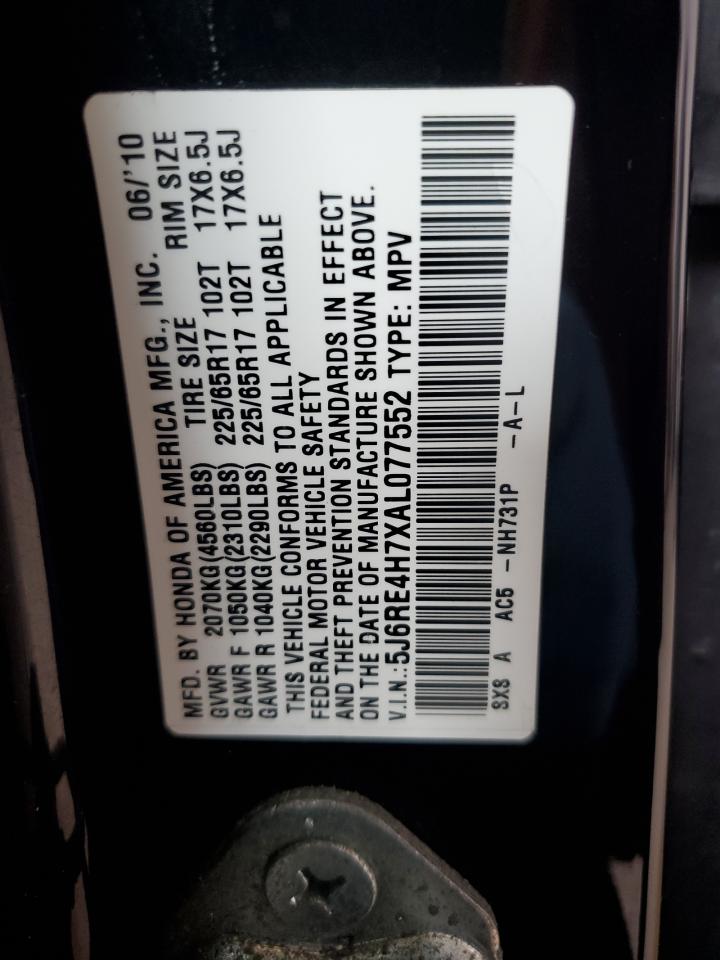 MFD. BY HONDA OF AMERICA MFG., INC. 06/'10
GVWR 2070KG(4560LBS) TIRE SIZE RIM SIZE
GAWR F 1050KG(2310LBS) 225/65R17 102T 17X6.5J
GAWR R 1040KG(2290LBS) 225/65R17 102T 17X6.5J
THIS VEHICLE CONFORMS TO ALL APPLICABLE
FEDERAL MOTOR VEHICLE SAFETY
AND THEFT PREVENTION STANDARDS IN EFFECT
ON THE DATE OF MANUFACTURE SHOWN ABOVE.
V.I.N.:5J6RE4H7XAL077552 TYPE: MPV
SXS A AC5 -NH731P -A-L